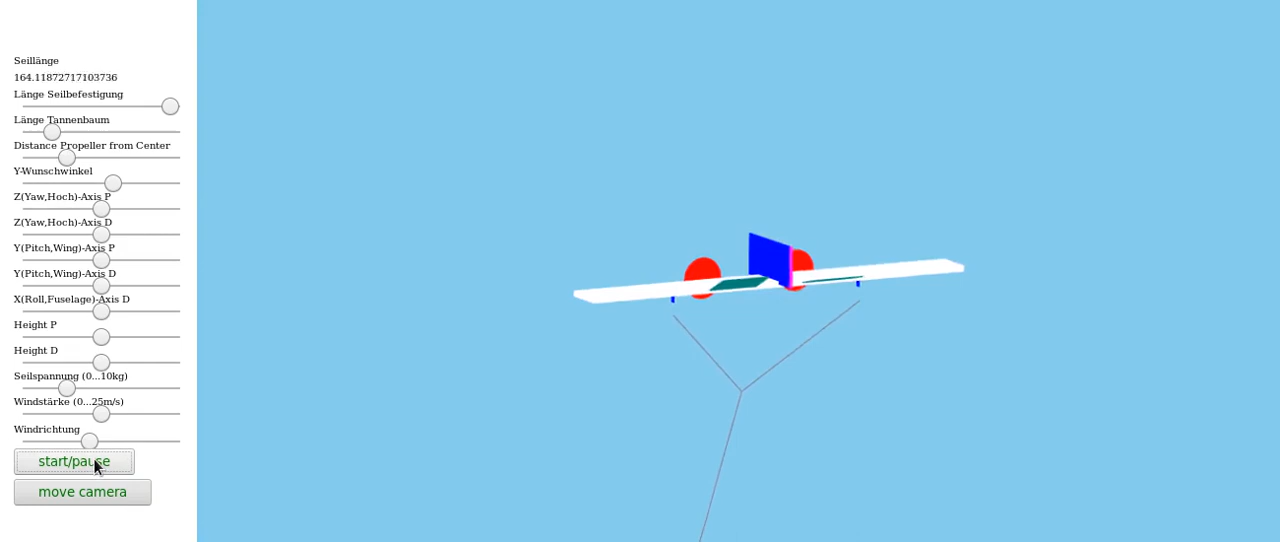 Seillänge
164.11872717103736
Länge Seilbefestigung
Länge Tannenbaum
Distance Propeller from Center
Y-Wunschwinkel
Z(Yaw,Hoch)-Axis P
Z(Yaw,Hoch)-Axis D
Y(Pitch,Wing)-Axis P
Y(Pitch,Wing)-Axis D
X(Roll,Fuselage)-Axis D
Height P
Height D
Seilspannung (0...10kg)
Windstärke (0...25m/s)
Windrichtung
start/pause
move camera